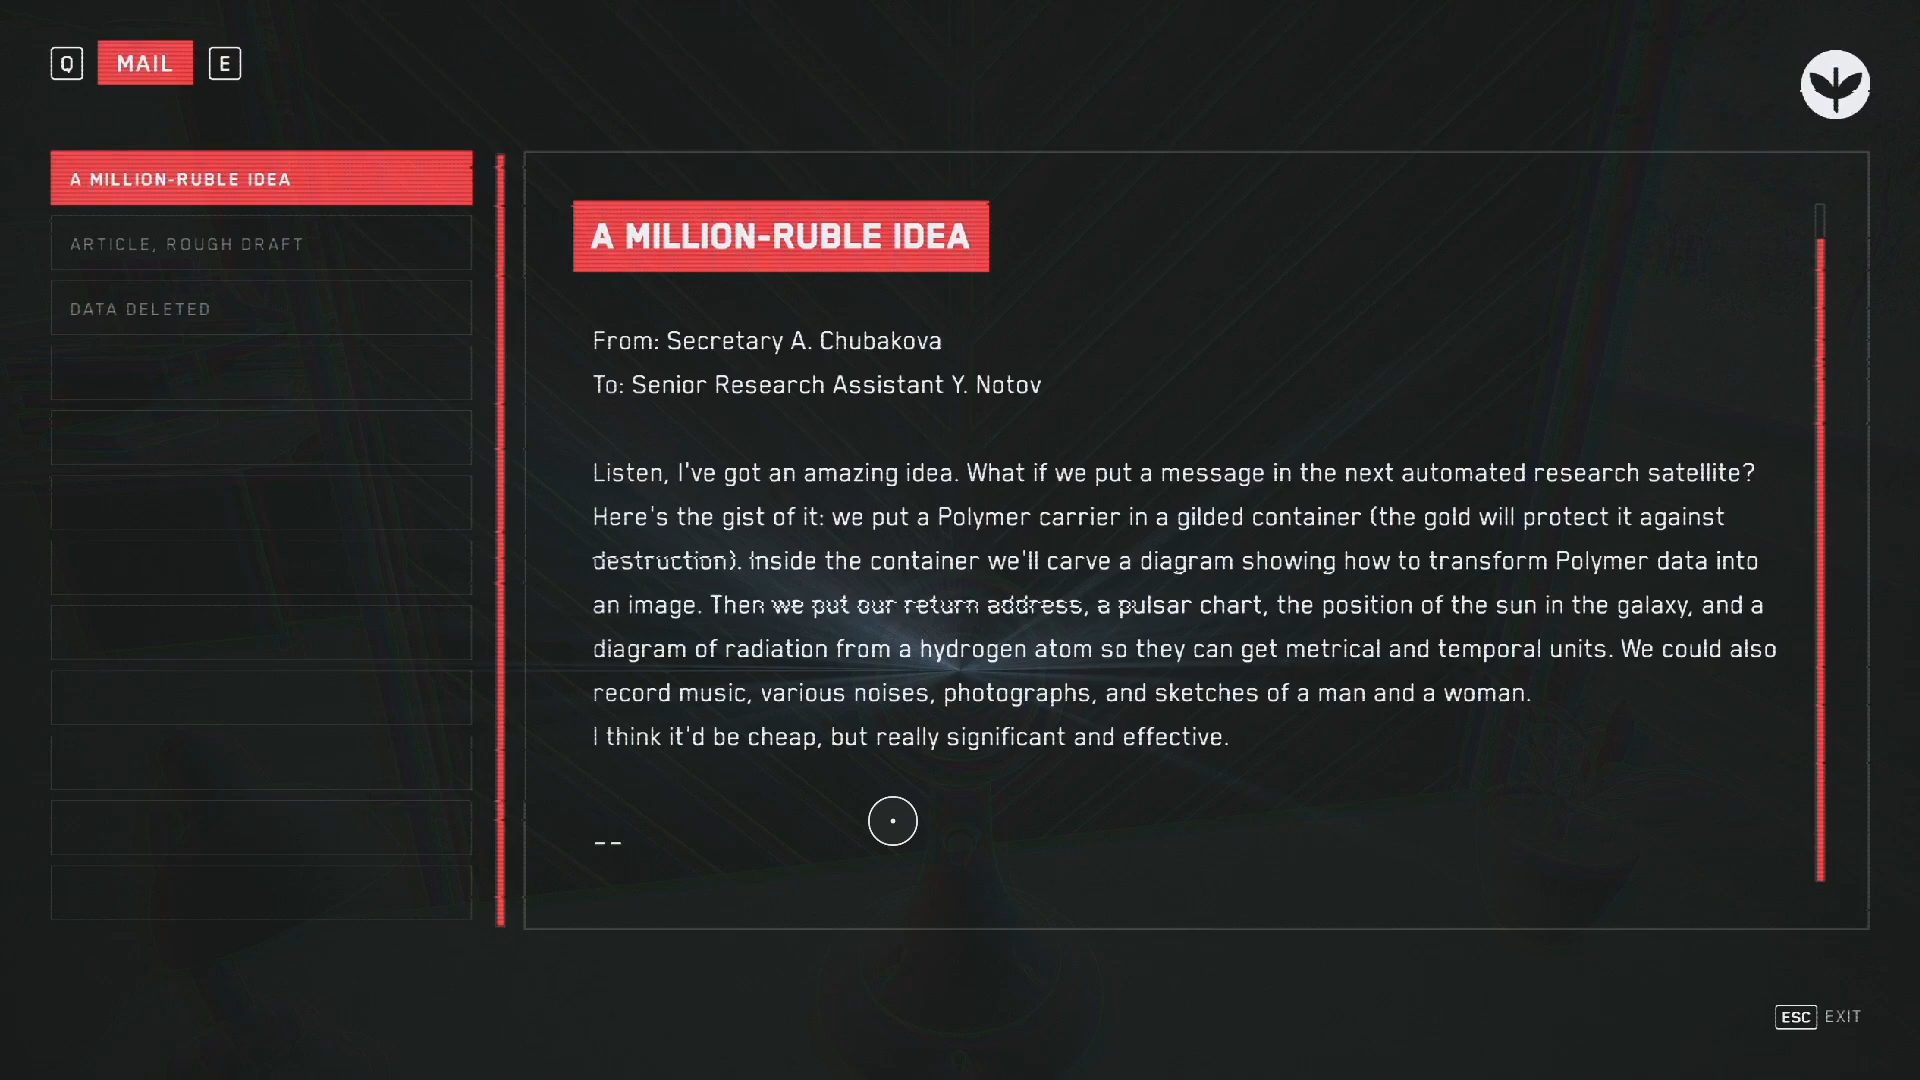 Q MAIL E
A MILLION-RUBLE IDEA
ARTICLE, ROUGH DRAFT
DATA DELETED
A MILLION-RUBLE IDEA
From: Secretary A. Chubakova
To: Senior Research Assistant Y. Notov
Listen, I've got an amazing idea. What if we put a message in the next automated research satellite?
Here's the gist of it: we put a Polymer carrier in a gilded container (the gold will protect it against
destruction). Inside the container we'll carve a diagram showing how to transform Polymer data into
an image. Then we put our return address, a pulsar chart, the position of the sun in the galaxy, and a
diagram of radiation from a hydrogen atom so they can get metrical and temporal units. We could also
record music, various noises, photographs, and sketches of a man and a woman.
I think it'd be cheap, but really significant and effective.
--
ESC EXIT